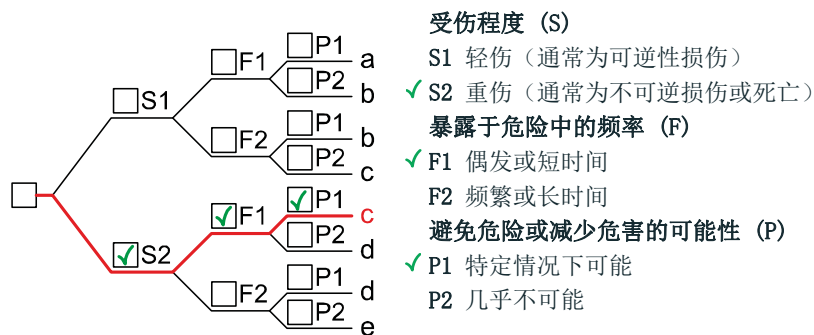 S1
F1
P1
a
P2
b
F2
P1
b
P2
c
S2
F1
P1
c
P2
d
F2
P1
d
P2
e
受伤程度 (S)
S1 轻伤（通常为可逆性损伤）
S2 重伤（通常为不可逆损伤或死亡）
暴露于危险中的频率 (F)
F1 偶发或短时间
F2 频繁或长时间
避免危险或减少危害的可能性 (P)
P1 特定情况下可能
P2 几乎不可能